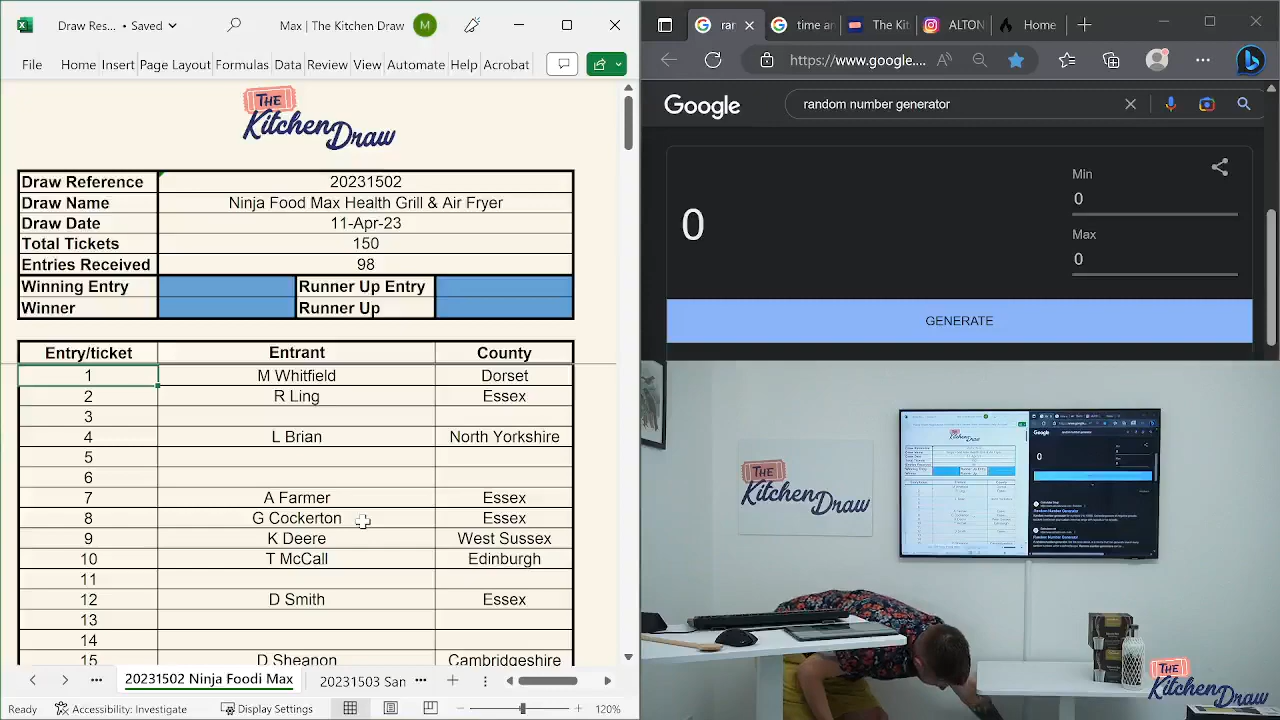 Draw Res... • Saved
Max | The Kitchen Draw
M
File Home Insert Page Layout Formulas Data Review View Automate Help Acrobat
THE
Kitchen Draw
Draw Reference 20231502
Draw Name Ninja Food Max Health Grill & Air Fryer
Draw Date 11-Apr-23
Total Tickets 150
Entries Received 98
Winning Entry Runner Up Entry
Winner Runner Up
Entry/ticket Entrant County
1 M Whitfield Dorset
2 R Ling Essex
3
4 L Brian North Yorkshire
5
6
7 A Farmer Essex
8 G Cockerton Essex
9 K Deere West Sussex
10 T McCall Edinburgh
11
12 D Smith Essex
13
14
15 D Sheanon Cambridgeshire
20231502 Ninja Foodi Max 20231503 San ...
Ready Accessibility: Investigate Display Settings 120%
ran time an The Kit ALTON Home
https://www.google....
Google random number generator
Min
0
0
Max
0
GENERATE
THE
Kitchen Draw
THE
Kitchen Draw
Google
0
THE
Kitchen Draw